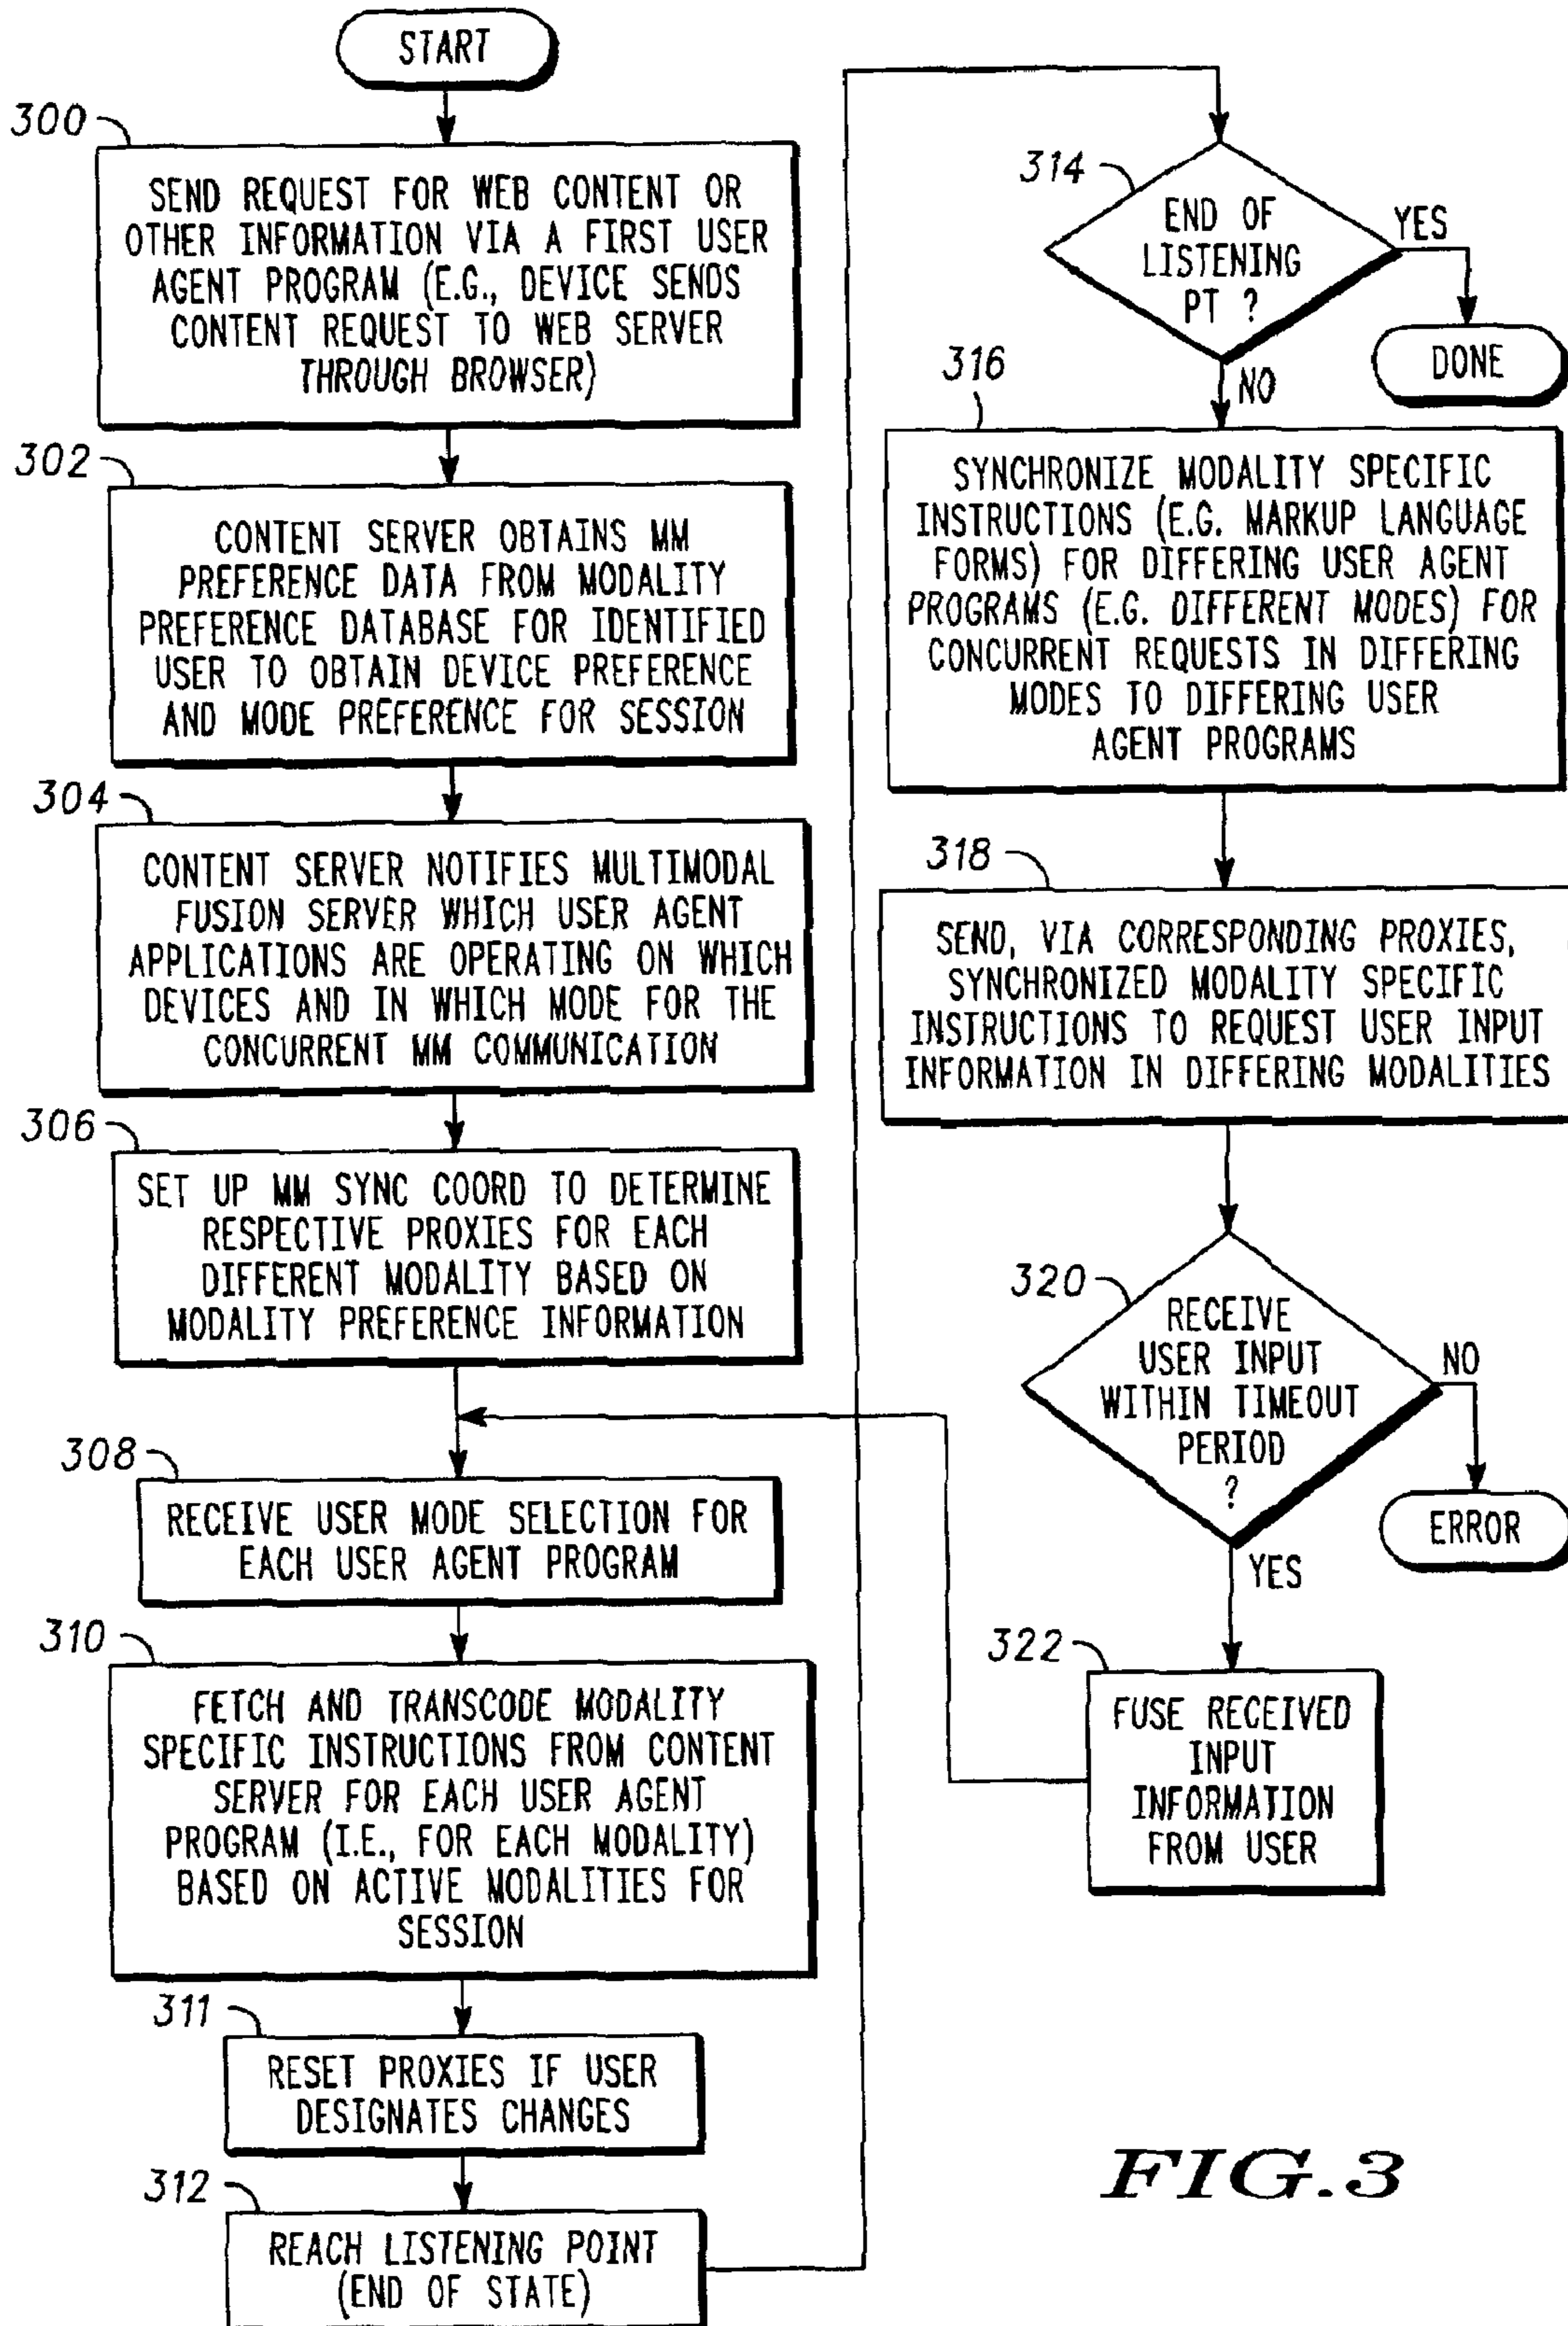 START
300
SEND REQUEST FOR WEB CONTENT OR
OTHER INFORMATION VIA A FIRST USER
AGENT PROGRAM (E.G., DEVICE SENDS
CONTENT REQUEST TO WEB SERVER
THROUGH BROWSER)
302
CONTENT SERVER OBTAINS MM
PREFERENCE DATA FROM MODALITY
PREFERENCE DATABASE FOR IDENTIFIED
USER TO OBTAIN DEVICE PREFERENCE
AND MODE PREFERENCE FOR SESSION
304
CONTENT SERVER NOTIFIES MULTIMODAL
FUSION SERVER WHICH USER AGENT
APPLICATIONS ARE OPERATING ON WHICH
DEVICES AND IN WHICH MODE FOR THE
CONCURRENT MM COMMUNICATION
306
SET UP MM SYNC COORD TO DETERMINE
RESPECTIVE PROXIES FOR EACH
DIFFERENT MODALITY BASED ON
MODALITY PREFERENCE INFORMATION
308
RECEIVE USER MODE SELECTION FOR
EACH USER AGENT PROGRAM
310
FETCH AND TRANSCODE MODALITY
SPECIFIC INSTRUCTIONS FROM CONTENT
SERVER FOR EACH USER AGENT
PROGRAM (I.E., FOR EACH MODALITY)
BASED ON ACTIVE MODALITIES FOR
SESSION
311
RESET PROXIES IF USER
DESIGNATES CHANGES
312
REACH LISTENING POINT
(END OF STATE)
314
END OF
LISTENING
PT ?
YES
DONE
NO
316
SYNCHRONIZE MODALITY SPECIFIC
INSTRUCTIONS (E.G. MARKUP LANGUAGE
FORMS) FOR DIFFERING USER AGENT
PROGRAMS (E.G. DIFFERENT MODES) FOR
CONCURRENT REQUESTS IN DIFFERING
MODES TO DIFFERING USER
AGENT PROGRAMS
318
SEND, VIA CORRESPONDING PROXIES,
SYNCHRONIZED MODALITY SPECIFIC
INSTRUCTIONS TO REQUEST USER INPUT
INFORMATION IN DIFFERING MODALITIES
320
RECEIVE
USER INPUT
WITHIN TIMEOUT
PERIOD
?
NO
ERROR
YES
322
FUSE RECEIVED
INPUT
INFORMATION
FROM USER
FIG.3